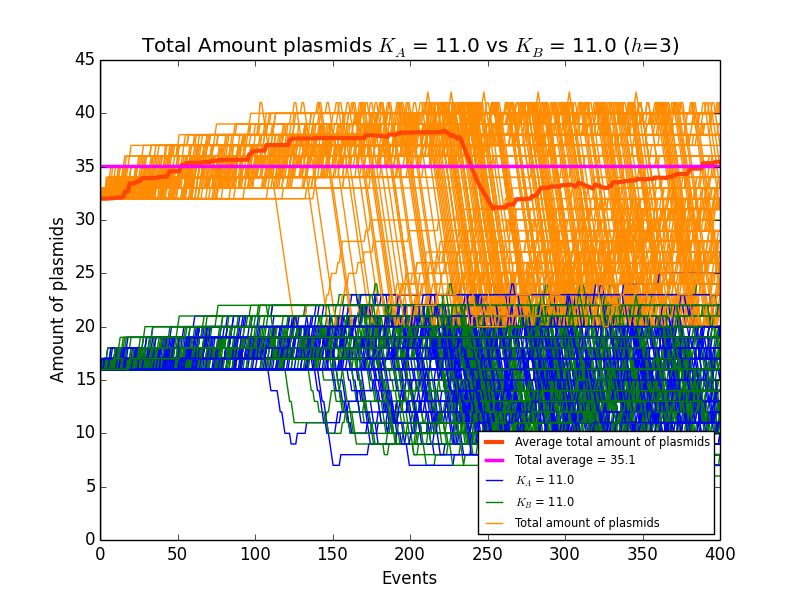 Total Amount plasmids K_A = 11.0 vs K_B = 11.0 (h=3)
45
40
35
30
25
20
15
10
5
0
Amount of plasmids
Average total amount of plasmids
Total average = 35.1
K_A = 11.0
K_B = 11.0
Total amount of plasmids
0 50 100 150 200 250 300 350 400
Events